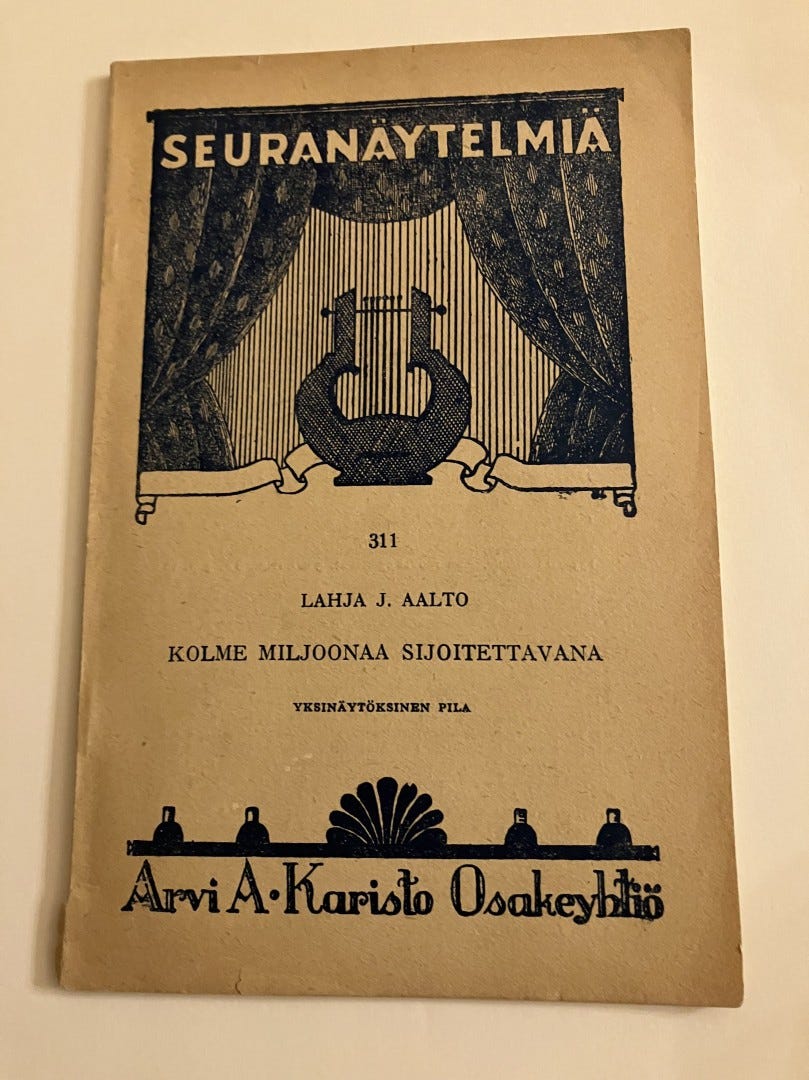 SEURANÄYTELMIÄ
311
LAHJA J. AALTO
KOLME MILJOONAA SIJOITETTAVANA
YKSINÄYTÖKSINEN PILA
Arvi A. Karisto Osakeyhtiö